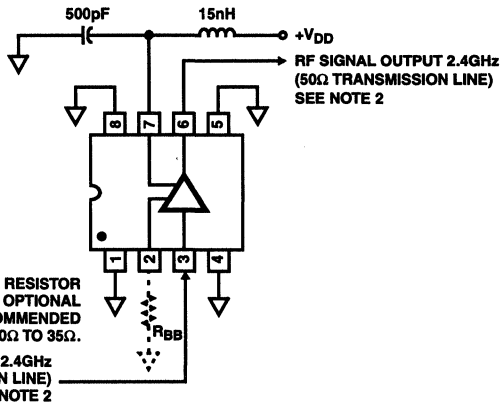 500pF
15nH
+VDD
RF SIGNAL OUTPUT 2.4GHz
(50Ω TRANSMISSION LINE)
SEE NOTE 2
8
7
6
5
1
2
3
4
RESISTOR
OPTIONAL
OMMENDED
0Ω TO 35Ω.
RBB
2.4GHz
N LINE)
NOTE 2